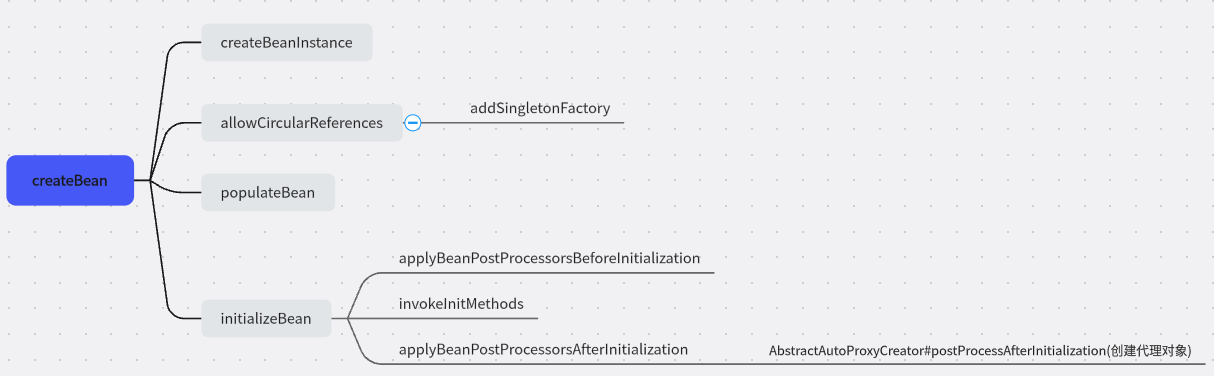 createBean
createBeanInstance
allowCircularReferences
addSingletonFactory
populateBean
initializeBean
applyBeanPostProcessorsBeforeInitialization
invokeInitMethods
applyBeanPostProcessorsAfterInitialization
AbstractAutoProxyCreator#postProcessAfterInitialization(创建代理对象)